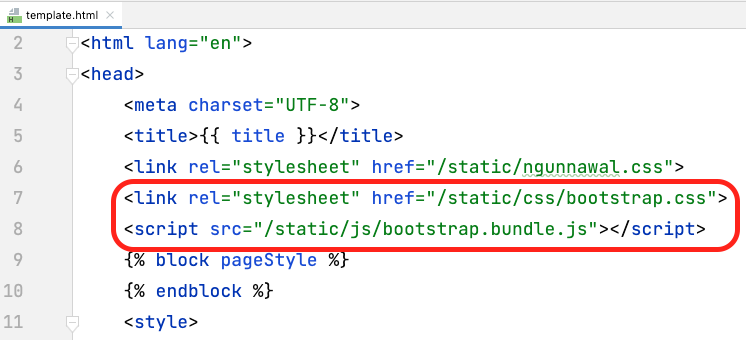 template.html
2 <html lang="en">
3 <head>
4 <meta charset="UTF-8">
5 <title>{{ title }}</title>
6 <link rel="stylesheet" href="/static/ngunnawal.css">
7 <link rel="stylesheet" href="/static/css/bootstrap.css">
8 <script src="/static/js/bootstrap.bundle.js"></script>
9 {% block pageStyle %}
10 {% endblock %}
11 <style>